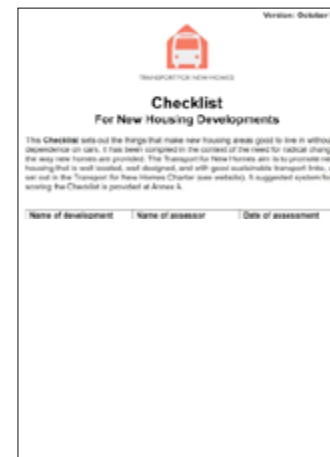 Version: October
TRANSPORT FOR NEW HOMES
Checklist
For New Housing Developments
This Checklist sets out the things that make new housing areas good to live in without
dependence on cars. It has been compiled in the context of the need for radical change
the way new homes are provided. The Transport for New Homes aim is to promote new
housing that is well located, well designed, and with good sustainable transport links,
set out in the Transport for New Homes Charter (see website). A suggested system for
scoring the Checklist is provided at Annex A.
Name of development Name of assessor Date of assessment